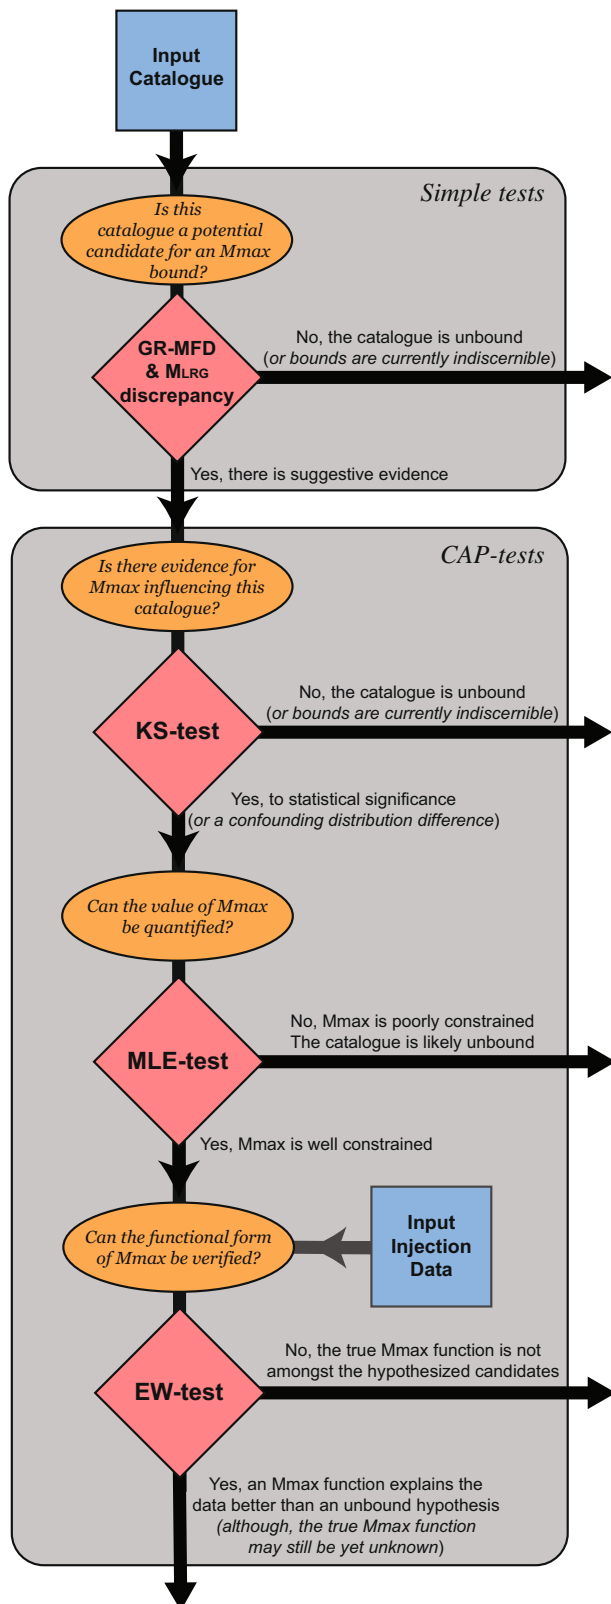 Input
Catalogue
Simple tests
Is this
catalogue a potential
candidate for an Mmax
bound?
GR-MFD
& MLRG
discrepancy
No, the catalogue is unbound
(or bounds are currently indiscernible)
Yes, there is suggestive evidence
CAP-tests
Is there evidence for
Mmax influencing this
catalogue?
KS-test
No, the catalogue is unbound
(or bounds are currently indiscernible)
Yes, to statistical significance
(or a confounding distribution difference)
Can the value of Mmax
be quantified?
MLE-test
No, Mmax is poorly constrained
The catalogue is likely unbound
Yes, Mmax is well constrained
Can the functional form
of Mmax be verified?
Input
Injection
Data
EW-test
No, the true Mmax function is not
amongst the hypothesized candidates
Yes, an Mmax function explains the
data better than an unbound hypothesis
(although, the true Mmax function
may still be yet unknown)